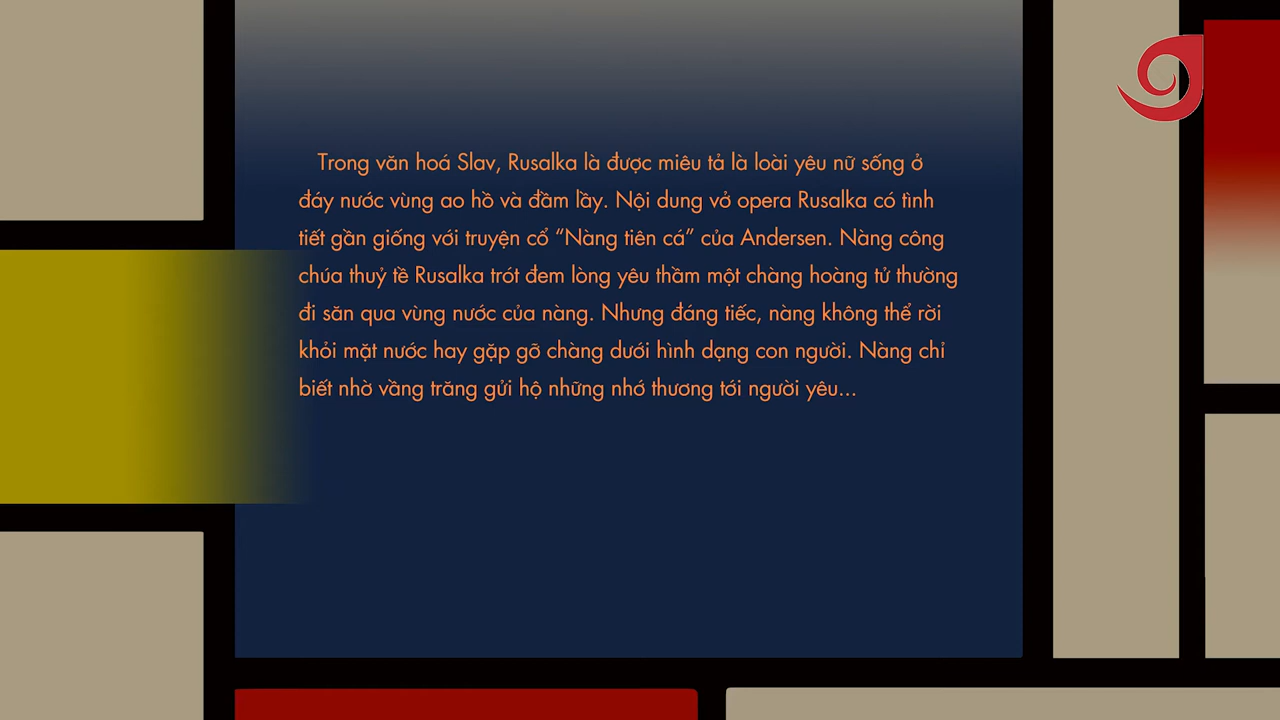 Trong văn hoá Slav, Rusalka là được miêu tả là loài yêu nữ sống ở
đáy nước vùng ao hồ và đầm lầy. Nội dung vở opera Rusalka có tình
tiết gần giống với truyện cổ “Nàng tiên cá” của Andersen. Nàng công
chúa thuỷ tề Rusalka trót đem lòng yêu thầm một chàng hoàng tử thường
đi săn qua vùng nước của nàng. Nhưng đáng tiếc, nàng không thể rời
khỏi mặt nước hay gặp gỡ chàng dưới hình dạng con người. Nàng chỉ
biết nhờ vầng trăng gửi hộ những nhớ thương tới người yêu...